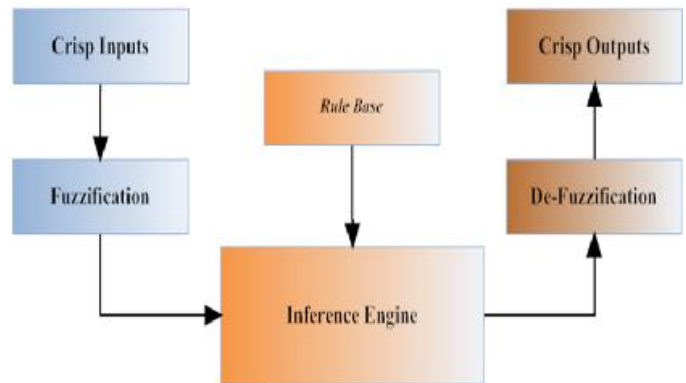 Crisp Inputs
Crisp Outputs
Rule Base
Fuzzification
De-Fuzzification
Inference Engine